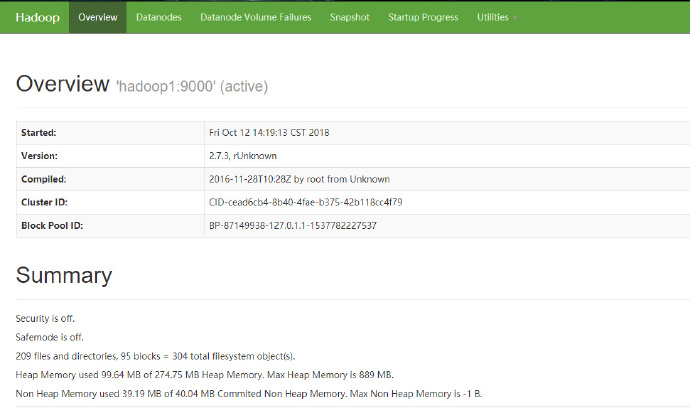 Hadoop Overview Datanodes Datanode Volume Failures Snapshot Startup Progress Utilities
Overview 'hadoop1:9000' (active)
Started: Fri Oct 12 14:19:13 CST 2018
Version: 2.7.3, rUnknown
Compiled: 2016-11-28T10:28Z by root from Unknown
Cluster ID: CID-cead6cb4-8b40-4fae-b375-42b118cc4f79
Block Pool ID: BP-87149938-127.0.1.1-1537782227537
Summary
Security is off.
Safemode is off.
209 files and directories, 95 blocks = 304 total filesystem object(s).
Heap Memory used 99.64 MB of 274.75 MB Heap Memory. Max Heap Memory is 889 MB.
Non Heap Memory used 39.19 MB of 40.04 MB Commited Non Heap Memory. Max Non Heap Memory is -1 B.